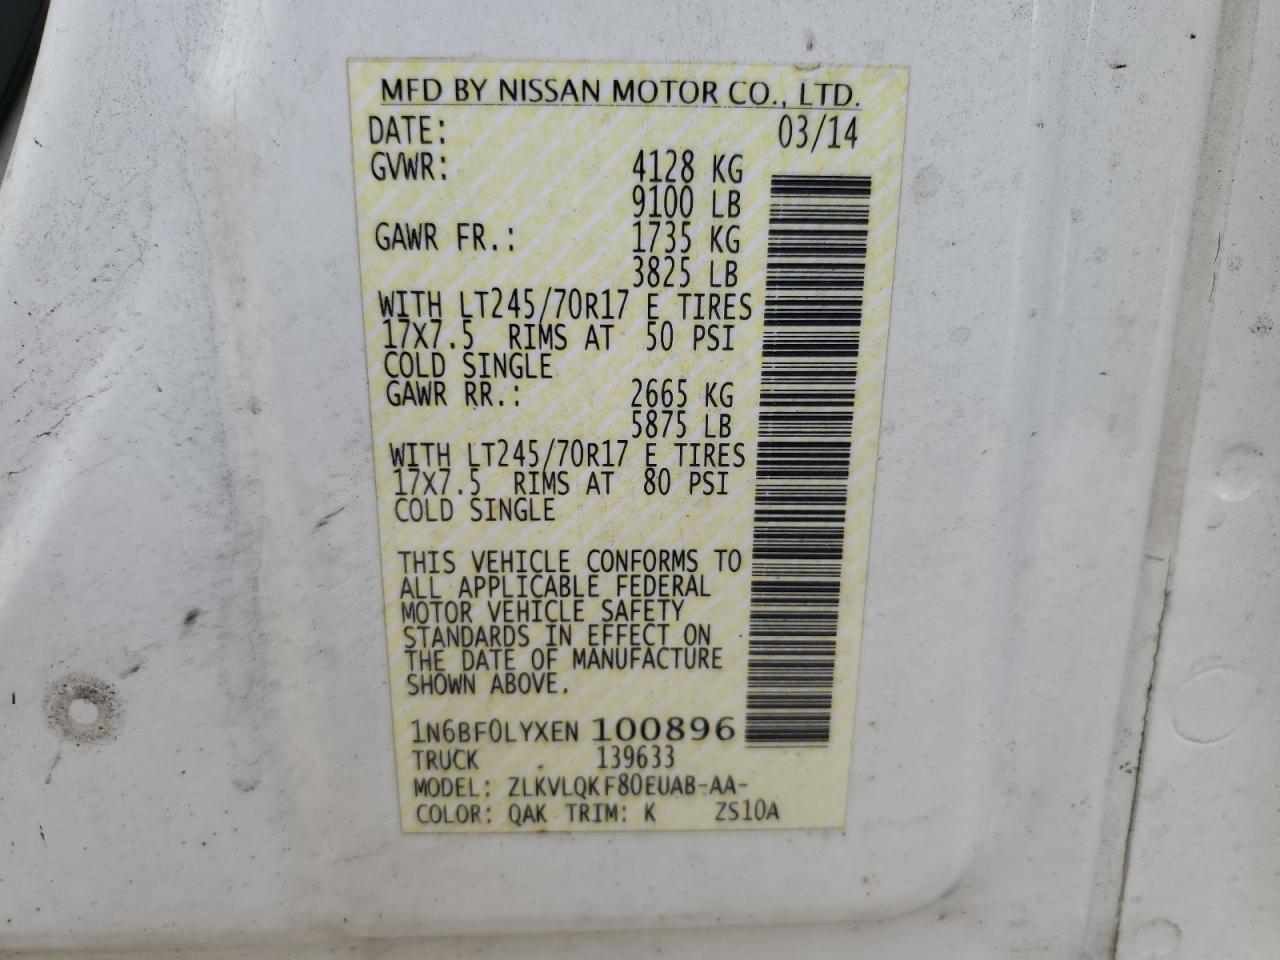 MFD BY NISSAN MOTOR CO., LTD.
DATE: 03/14
GVWR: 4128 KG
9100 LB
GAWR FR.: 1735 KG
3825 LB
WITH LT245/70R17 E TIRES
17X7.5 RIMS AT 50 PSI
COLD SINGLE
GAWR RR.: 2665 KG
5875 LB
WITH LT245/70R17 E TIRES
17X7.5 RIMS AT 80 PSI
COLD SINGLE
THIS VEHICLE CONFORMS TO
ALL APPLICABLE FEDERAL
MOTOR VEHICLE SAFETY
STANDARDS IN EFFECT ON
THE DATE OF MANUFACTURE
SHOWN ABOVE.
1N6BF0LYXEN 100896
TRUCK 139633
MODEL: ZLKVLQKF80EUAB-AA-
COLOR: QAK TRIM: K ZS10A